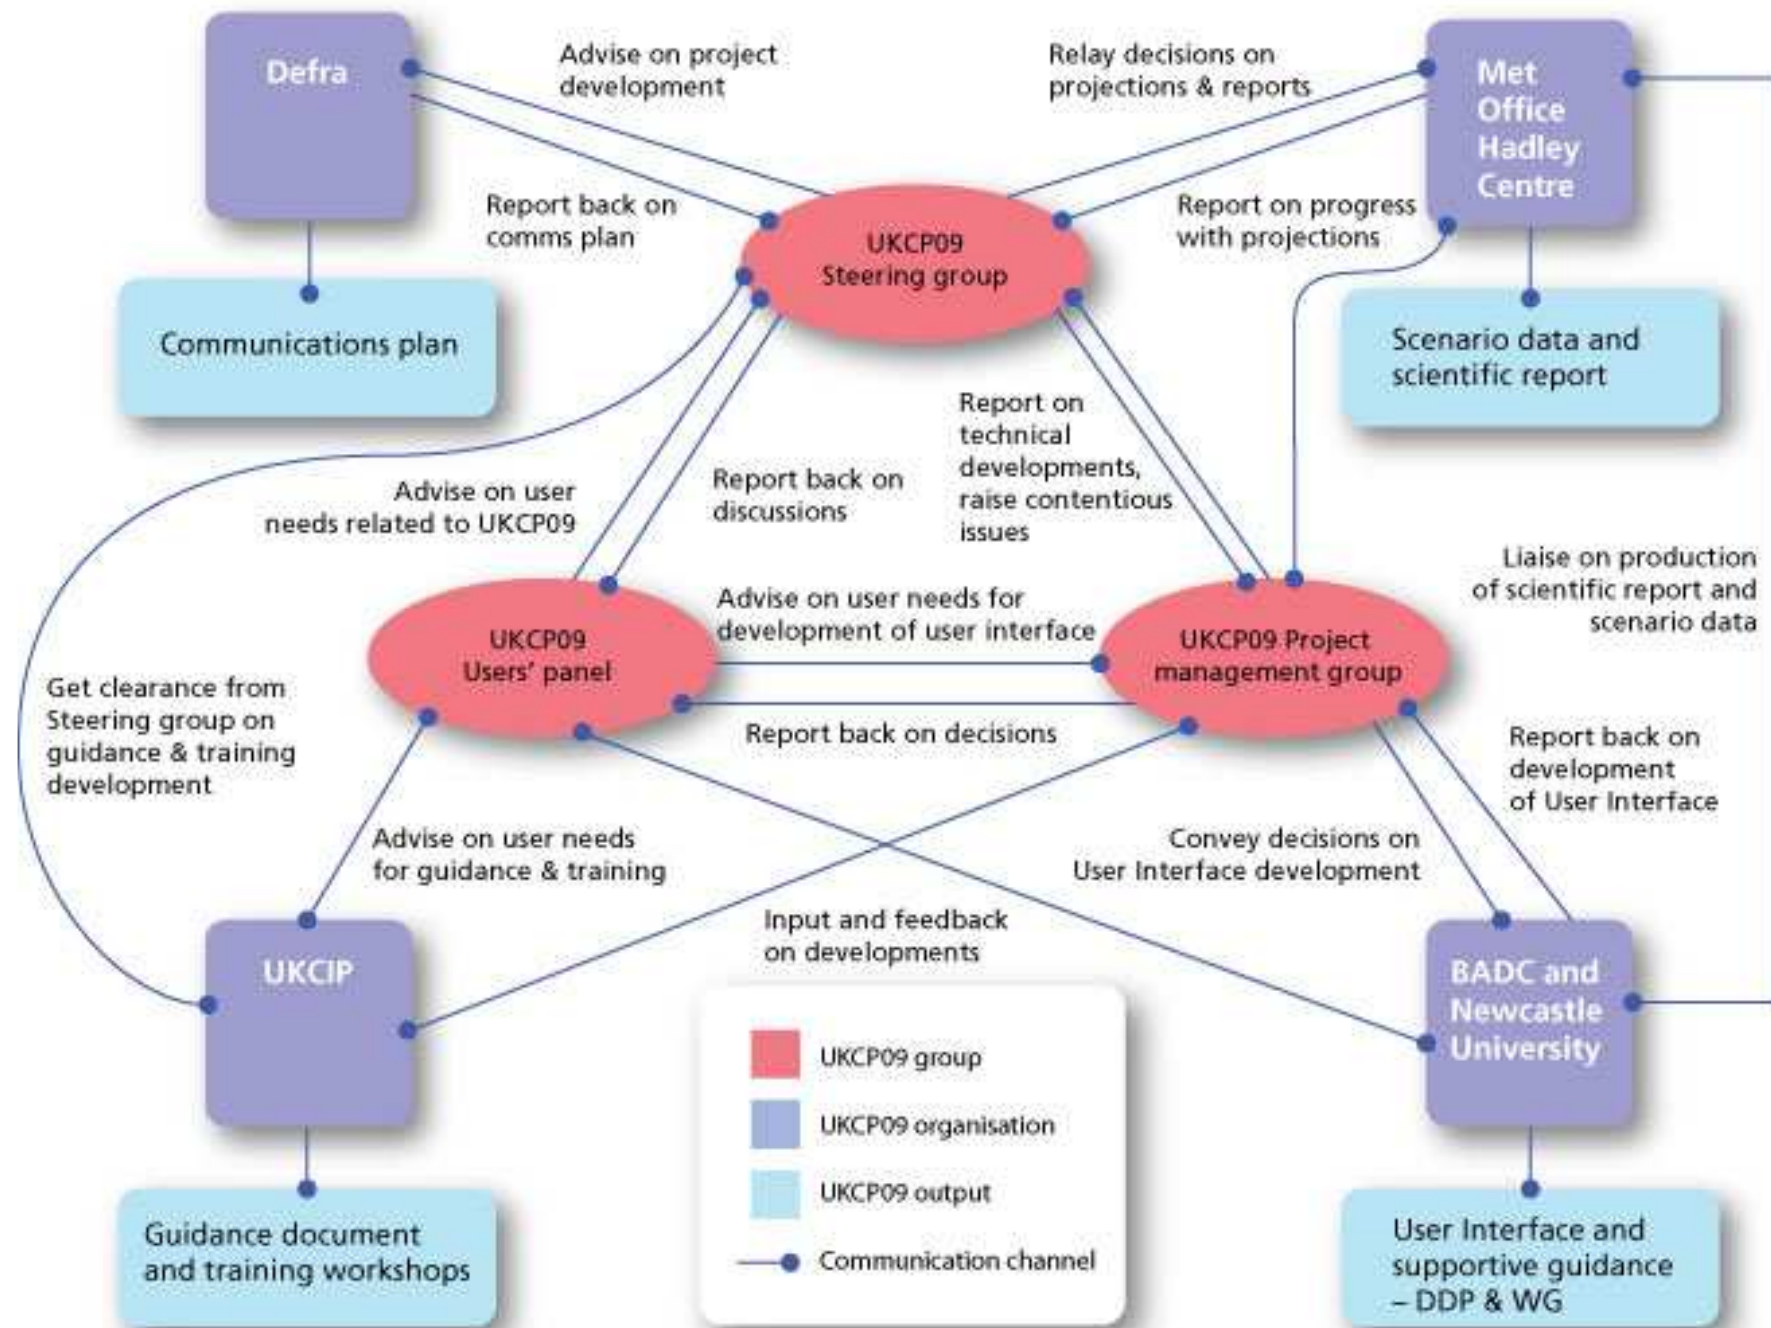 Defra
Advise on project
development
Relay decisions on
projections & reports
Met
Office
Hadley
Centre
Report back on
comms plan
UKCP09
Steering group
Report on progress
with projections
Communications plan
Scenario data and
scientific report
Advise on user
needs related to UKCP09
Report back on
discussions
Report on
technical
developments,
raise contentious
issues
Liaise on production
of scientific report and
scenario data
UKCP09
Users’ panel
Advise on user needs for
development of user interface
UKCP09 Project
management group
Get clearance from
Steering group on
guidance & training
development
Report back on decisions
Report back on
development
of User Interface
Advise on user needs
for guidance & training
Convey decisions on
User Interface development
Input and feedback
on developments
UKCIP
BADC and
Newcastle
University
UKCP09 group
UKCP09 organisation
UKCP09 output
Communication channel
Guidance document
and training workshops
User Interface and
supportive guidance
– DDP & WG